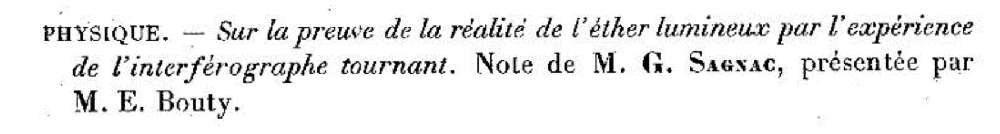 PHYSIQUE. — Sur la preuve de la réalité de l'éther lumineux par l'expérience
de l'interférographe tournant. Note de M. G. Sagnac, présentée par
M. E. Bouty.